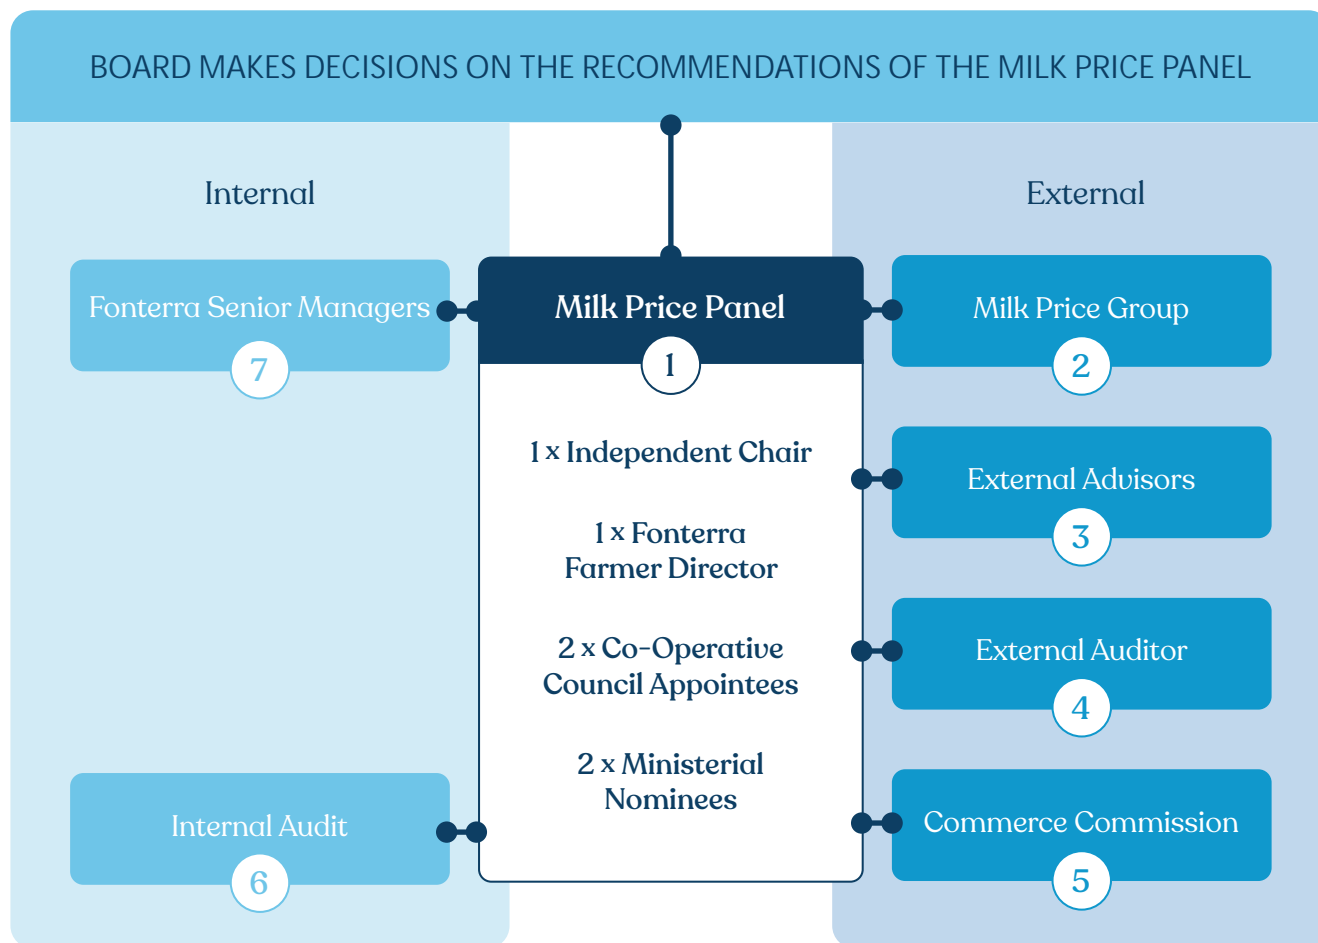 BOARD MAKES DECISIONS ON THE RECOMMENDATIONS OF THE MILK PRICE PANEL
Internal
Fonterra Senior Managers
7
Internal Audit
6
Milk Price Panel
1
1 x Independent Chair
1 x Fonterra
Farmer Director
2 x Co-Operative
Council Appointees
2 x Ministerial
Nominees
External
Milk Price Group
2
External Advisors
3
External Auditor
4
Commerce Commission
5